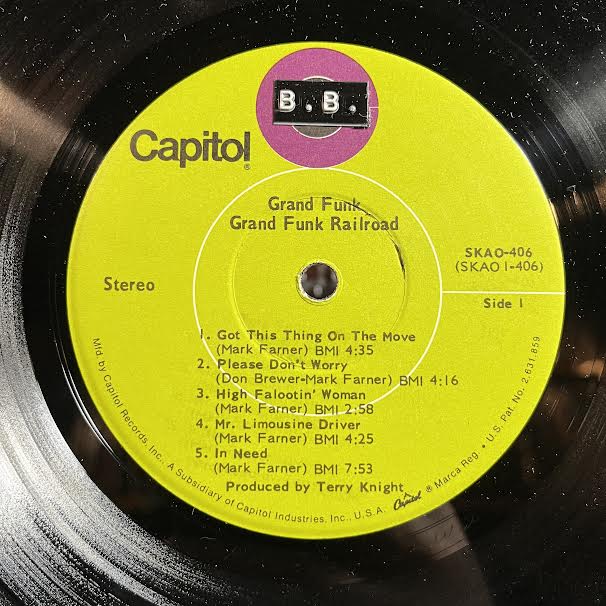 B. B.
Capitol®
Grand Funk
Grand Funk Railroad
SKAO-406
(SKAO 1-406)
Stereo
Side 1
1. Got This Thing On The Move
(Mark Farner) BMI 4:35
2. Please Don't Worry
(Don Brewer-Mark Farner) BMI 4:16
3. High Falootin' Woman
(Mark Farner) BMI 2:58
4. Mr. Limousine Driver
(Mark Farner) BMI 4:25
5. In Need
(Mark Farner) BMI 7:53
Produced by Terry Knight
Mfd. by Capitol Records, Inc., A Subsidiary of Capitol Industries, Inc., U.S.A. Capitol ® Marca Reg. • U.S. Pat. No. 2,631,859